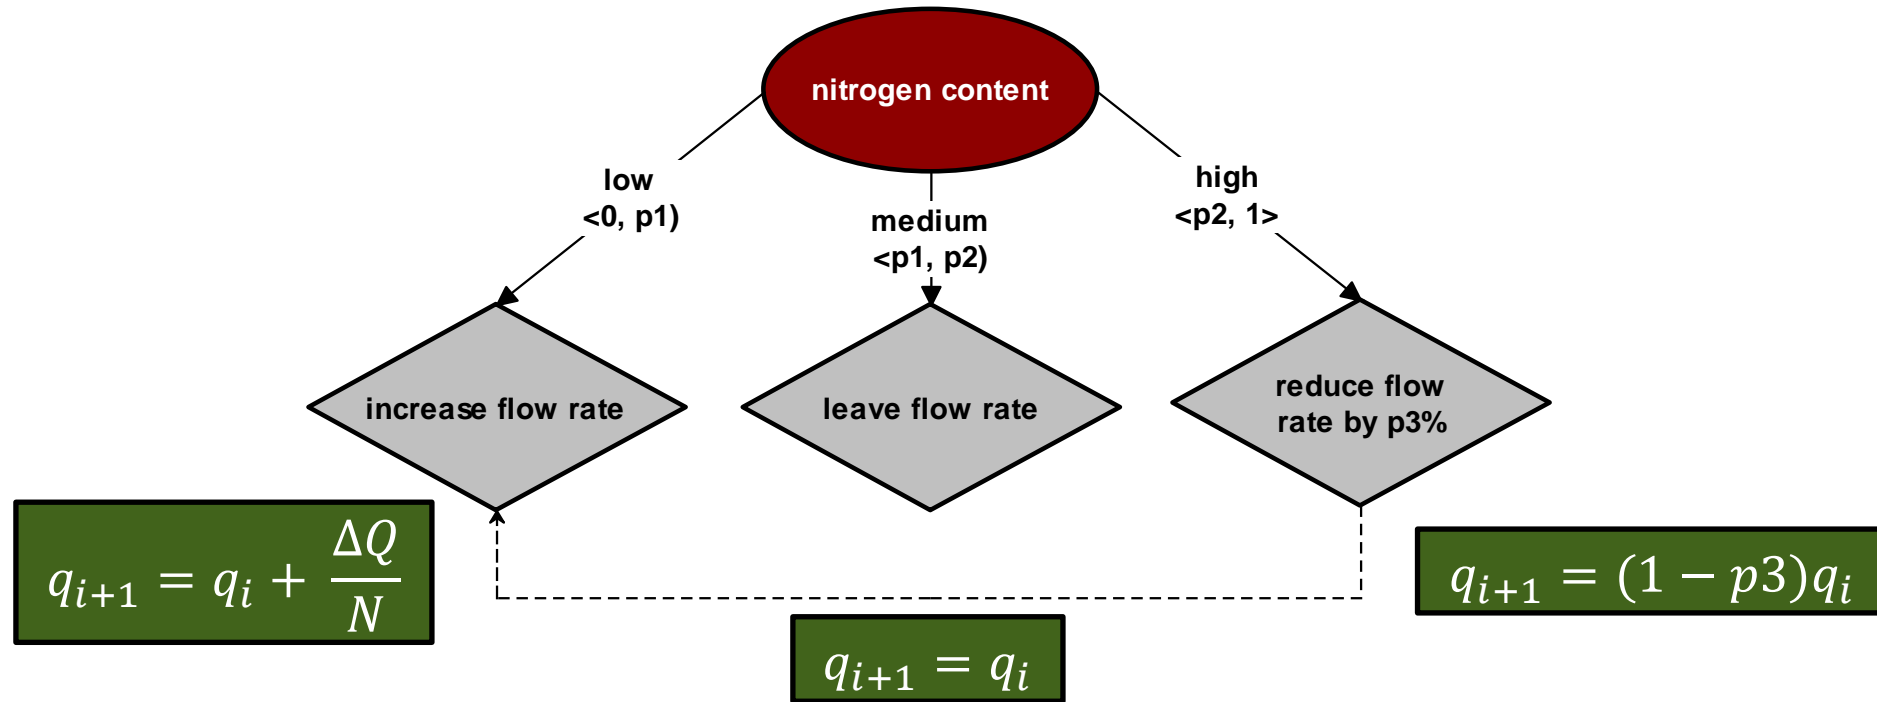 nitrogen content
low
<0, p1)
medium
<p1, p2)
high
<p2, 1>
increase flow rate
leave flow rate
reduce flow
rate by p3%
q_{i+1} = q_i + \frac{ΔQ}{N}
q_{i+1} = q_i
q_{i+1} = (1 − p3)q_i